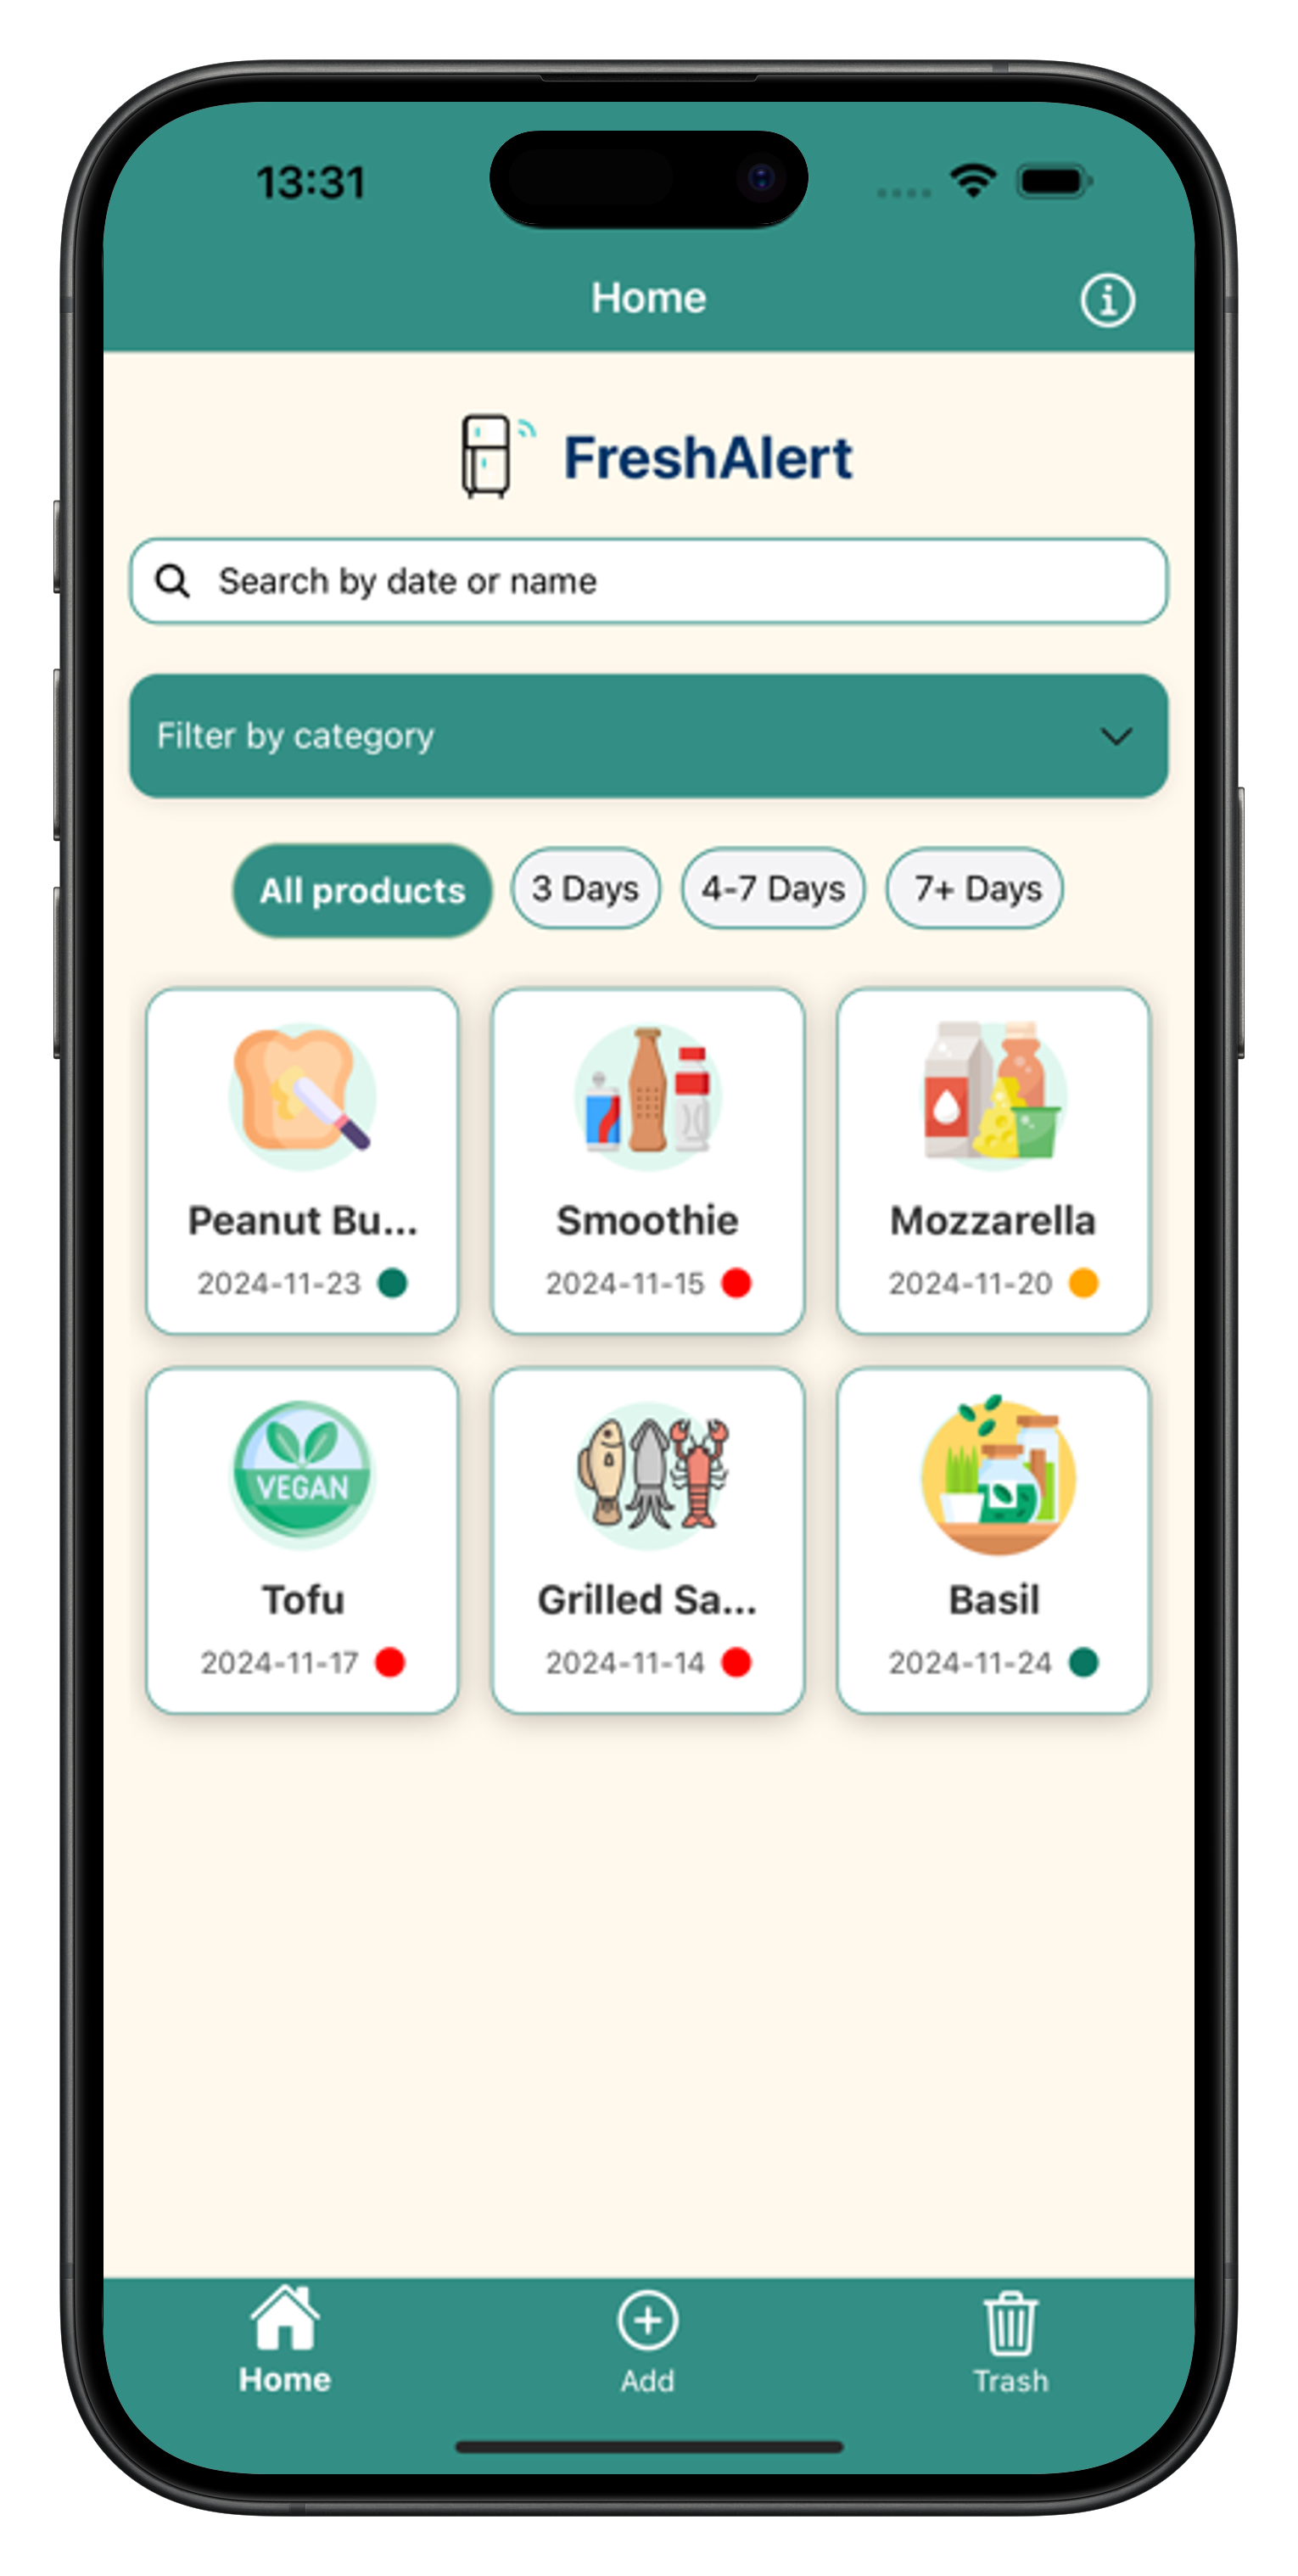 13:31
Home
FreshAlert
Search by date or name
Filter by category
All products 3 Days 4-7 Days 7+ Days
Peanut Bu... Smoothie Mozzarella
2024-11-23 2024-11-15 2024-11-20
VEGAN
Tofu Grilled Sa... Basil
2024-11-17 2024-11-14 2024-11-24
Home Add Trash